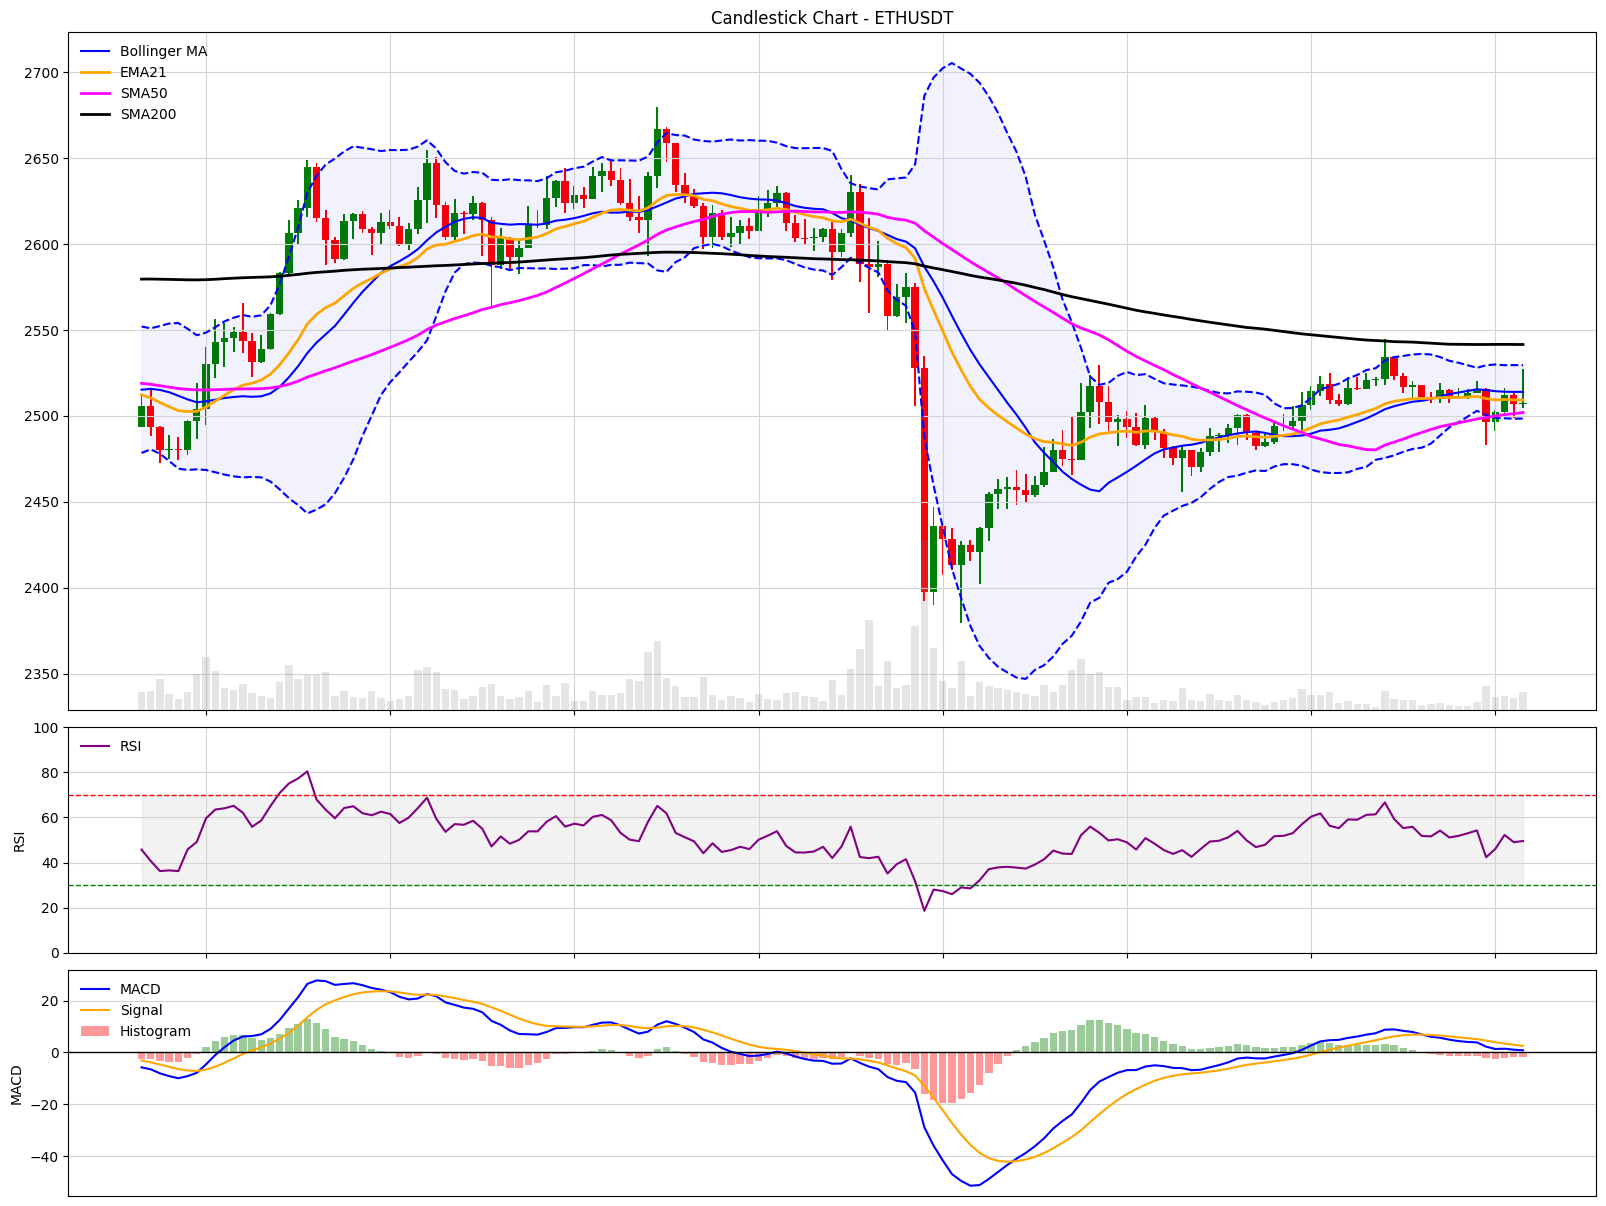 Candlestick Chart - ETHUSDT
Bollinger MA
EMA21
SMA50
SMA200
2700
2650
2600
2550
2500
2450
2400
2350
100
80
60
40
20
0
RSI
RSI
20
0
−20
−40
MACD
MACD
Signal
Histogram